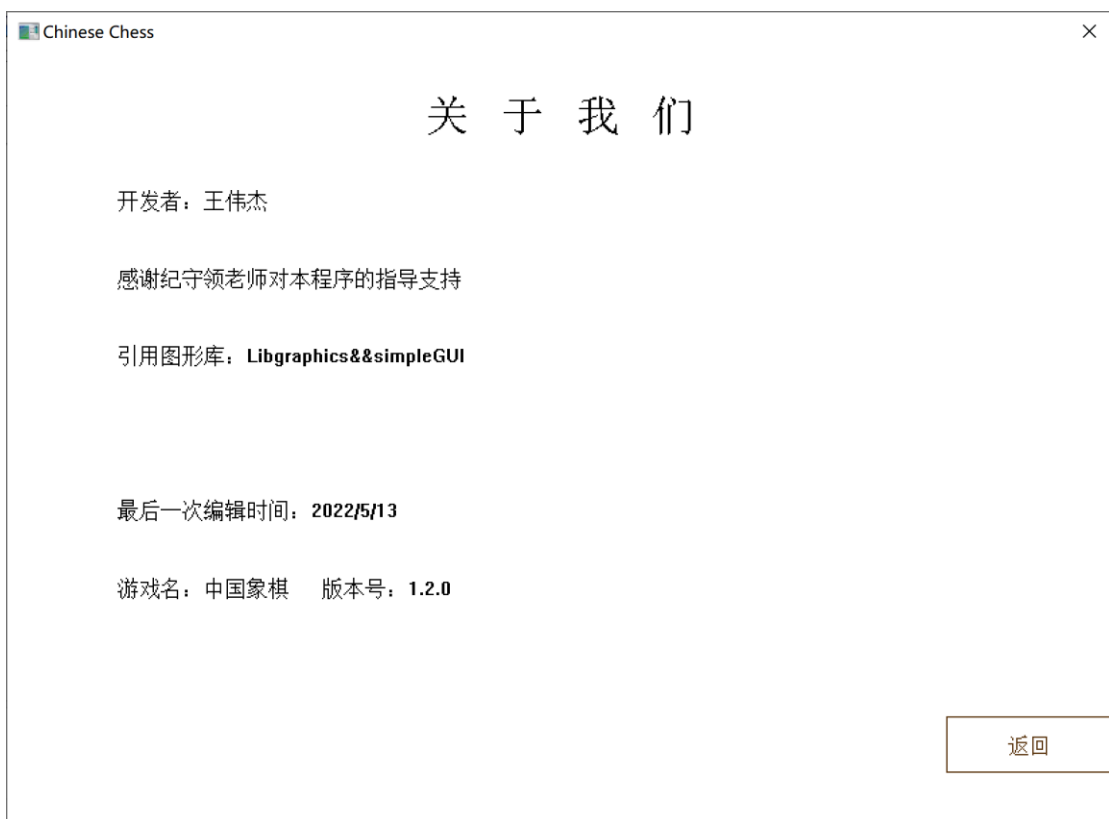 Chinese Chess
关 于 我 们
开发者：王伟杰
感谢纪守领老师对本程序的指导支持
引用图形库：Libgraphics&&simpleGUI
最后一次编辑时间：2022/5/13
游戏名：中国象棋 版本号：1.2.0
返回